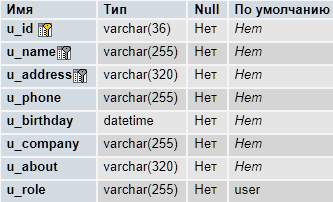 Имя Тип Null По умолчанию
u_id varchar(36) Нет Нет
u_name varchar(255) Нет Нет
u_address varchar(320) Нет Нет
u_phone varchar(255) Нет Нет
u_birthday datetime Нет Нет
u_company varchar(255) Нет Нет
u_about varchar(320) Нет Нет
u_role varchar(255) Нет user